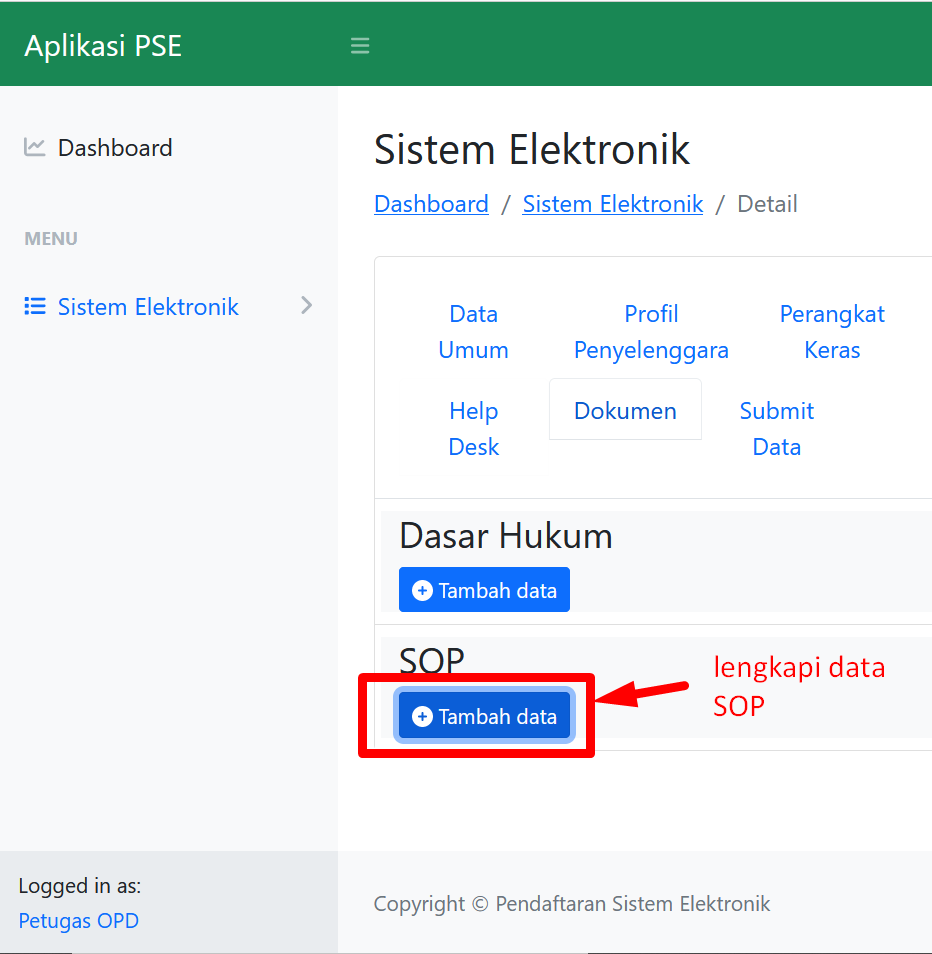 Aplikasi PSE
Dashboard
MENU
Sistem Elektronik
Sistem Elektronik
Dashboard / Sistem Elektronik / Detail
Data Umum
Profil Penyelenggara
Perangkat Keras
Help Desk
Dokumen
Submit Data
Dasar Hukum
Tambah data
SOP
Tambah data
lengkapi data
SOP
Logged in as:
Petugas OPD
Copyright © Pendaftaran Sistem Elektronik